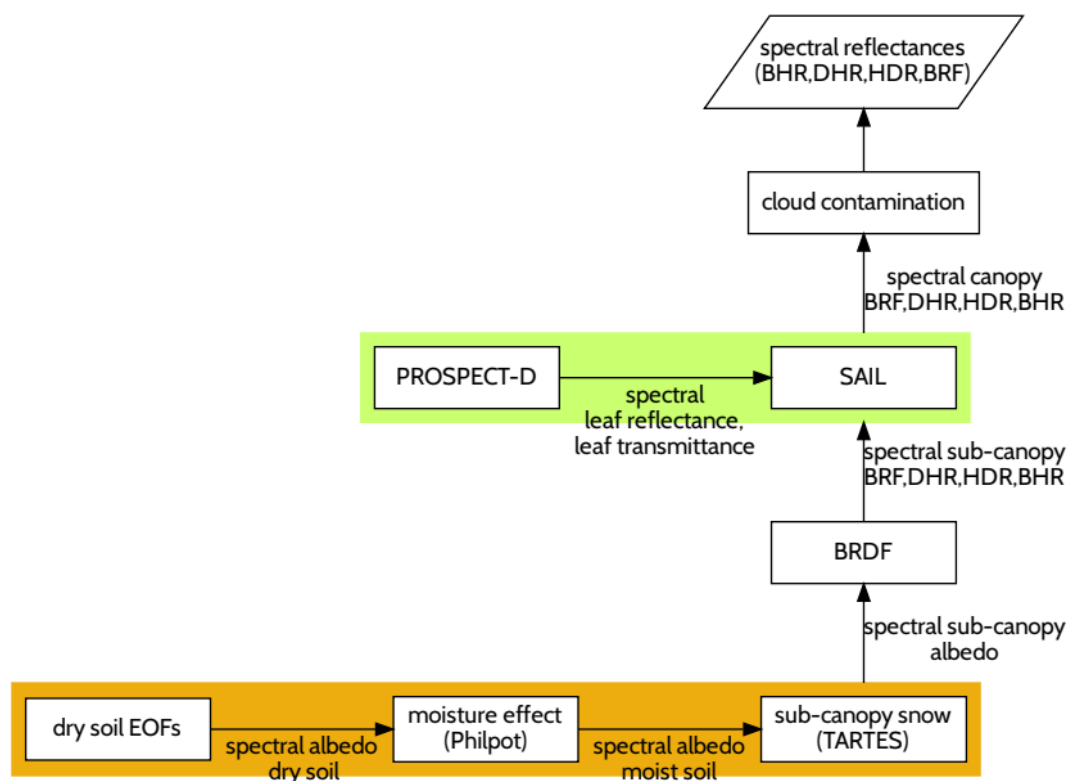 spectral reflectances
(BHR,DHR,HDR,BRF)
cloud contamination
spectral canopy
BRF,DHR,HDR,BHR
PROSPECT-D
SAIL
spectral
leaf reflectance,
leaf transmittance
spectral sub-canopy
BRF,DHR,HDR,BHR
BRDF
spectral sub-canopy
albedo
dry soil EOFs
moisture effect
(Philpot)
sub-canopy snow
(TARTES)
spectral albedo
dry soil
spectral albedo
moist soil